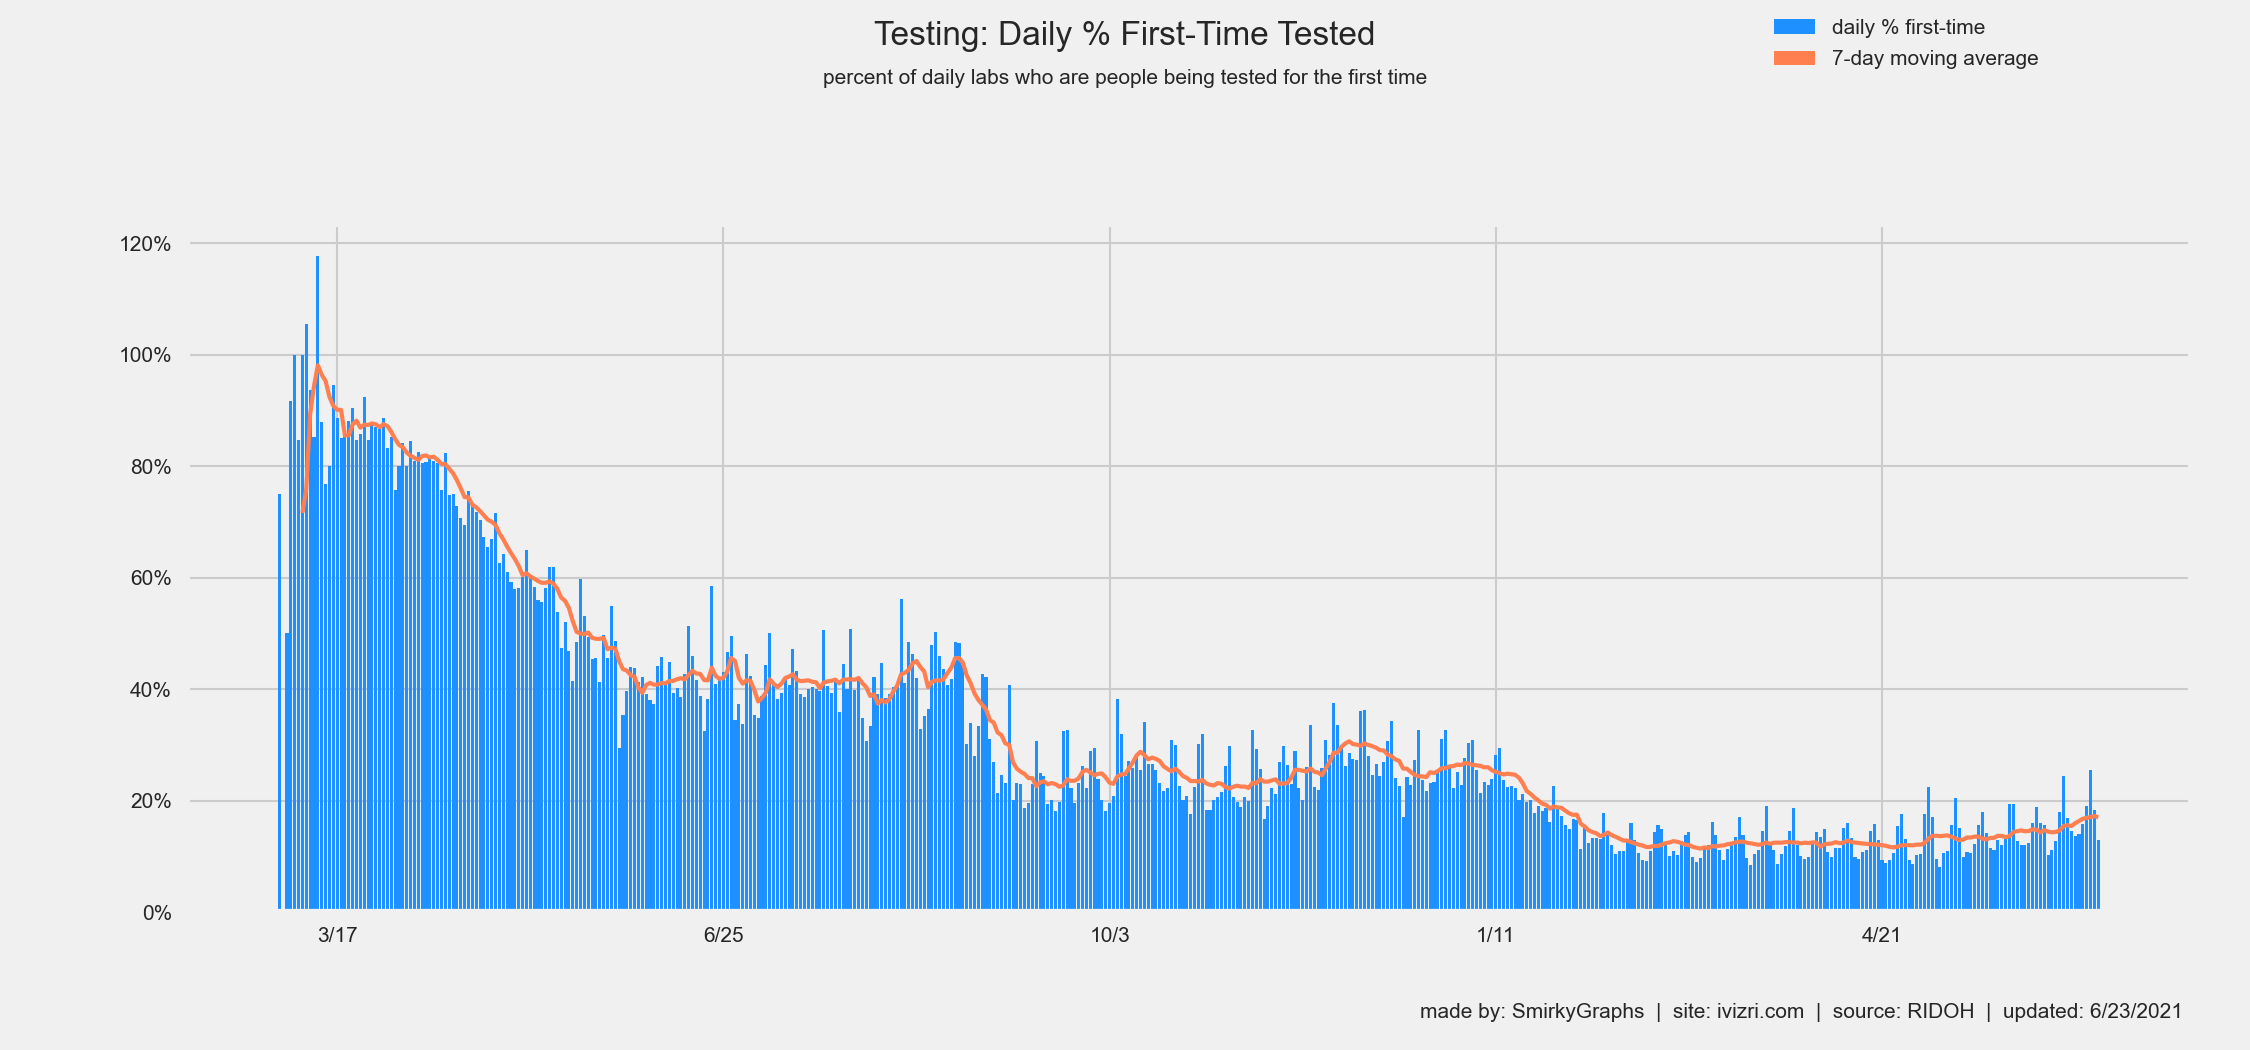 Testing: Daily % First-Time Tested
percent of daily labs who are people being tested for the first time
daily % first-time
7-day moving average
120%
100%
80%
60%
40%
20%
0%
3/17
6/25
10/3
1/11
4/21
made by: SmirkyGraphs | site: ivizri.com | source: RIDOH | updated: 6/23/2021